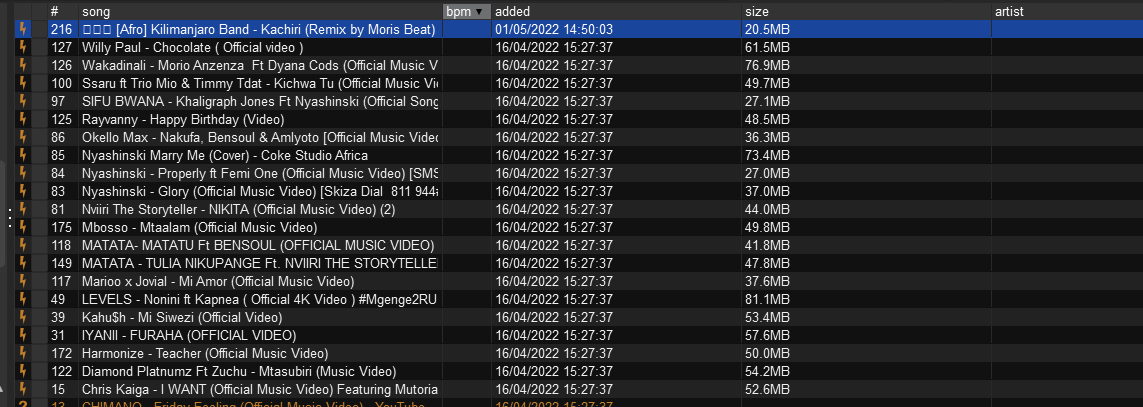 # song bpm added size artist
216 [Afro] Kilimanjaro Band - Kachiri (Remix by Moris Beat) 01/05/2022 14:50:03 20.5MB
127 Willy Paul - Chocolate ( Official video ) 16/04/2022 15:27:37 61.5MB
126 Wakadinali - Morio Anzenza Ft Dyana Cods (Official Music V 16/04/2022 15:27:37 76.9MB
100 Ssaru ft Trio Mio & Timmy Tdat - Kichwa Tu (Official Music Vi 16/04/2022 15:27:37 49.7MB
97 SIFU BWANA - Khaligraph Jones Ft Nyashinski (Official Song 16/04/2022 15:27:37 27.1MB
125 Rayvanny - Happy Birthday (Video) 16/04/2022 15:27:37 48.5MB
86 Okello Max - Nakufa, Bensoul & Amlyoto [Official Music Video 16/04/2022 15:27:37 36.3MB
85 Nyashinski Marry Me (Cover) - Coke Studio Africa 16/04/2022 15:27:37 73.4MB
84 Nyashinski - Properly ft Femi One (Official Music Video) [SMS 16/04/2022 15:27:37 27.0MB
83 Nyashinski - Glory (Official Music Video) [Skiza Dial 811 944 16/04/2022 15:27:37 37.0MB
81 Nviiri The Storyteller - NIKITA (Official Music Video) (2) 16/04/2022 15:27:37 44.0MB
175 Mbosso - Mtaalam (Official Music Video) 16/04/2022 15:27:37 49.8MB
118 MATATA- MATATU Ft BENSOUL (OFFICIAL MUSIC VIDEO) 16/04/2022 15:27:37 41.8MB
149 MATATA - TULIA NIKUPANGE Ft. NVIIRI THE STORYTELLE 16/04/2022 15:27:37 47.8MB
117 Marioo x Jovial - Mi Amor (Official Music Video) 16/04/2022 15:27:37 37.6MB
49 LEVELS - Nonini ft Kapnea ( Official 4K Video ) #Mgenge2RU 16/04/2022 15:27:37 81.1MB
39 Kahu$h - Mi Siwezi (Official Video) 16/04/2022 15:27:37 53.4MB
31 IYANII - FURAHA (OFFICIAL VIDEO) 16/04/2022 15:27:37 57.6MB
172 Harmonize - Teacher (Official Music Video) 16/04/2022 15:27:37 50.0MB
122 Diamond Platnumz Ft Zuchu - Mtasubiri (Music Video) 16/04/2022 15:27:37 54.2MB
15 Chris Kaiga - I WANT (Official Music Video) Featuring Mutoria 16/04/2022 15:27:37 52.6MB
13 CHIMANO - Friday Feeling (Official Music Video) - YouTube 16/04/2022 15:27:37